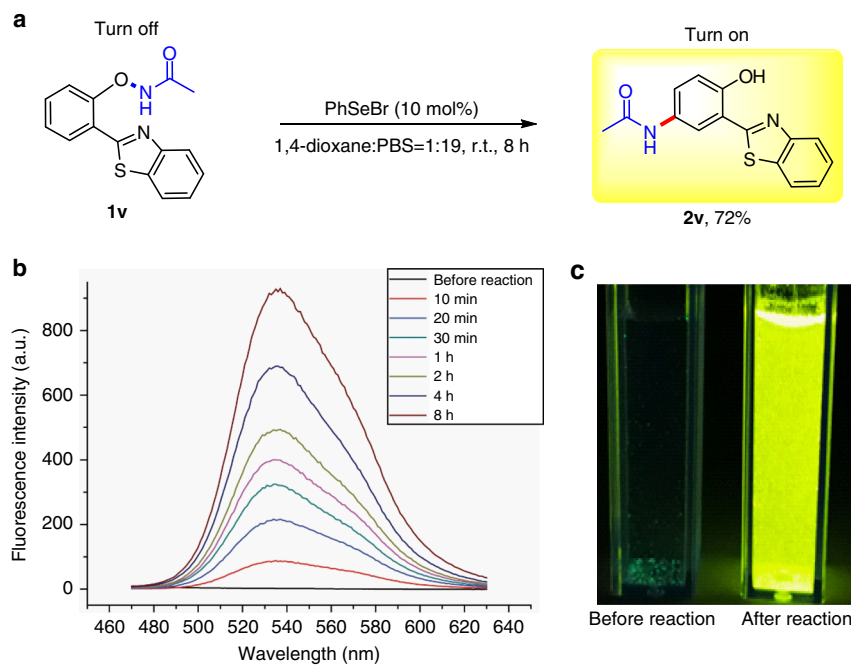 a
Turn off
O
O
N
H
N
S
1v
PhSeBr (10 mol%)
1,4-dioxane:PBS=1:19, r.t., 8 h
Turn on
OH
O
N
H
N
S
2v, 72%
b
Fluorescence intensity (a.u.)
800
600
400
200
0
460 480 500 520 540 560 580 600 620 640
Wavelength (nm)
Before reaction
10 min
20 min
30 min
1 h
2 h
4 h
8 h
c
Before reaction After reaction